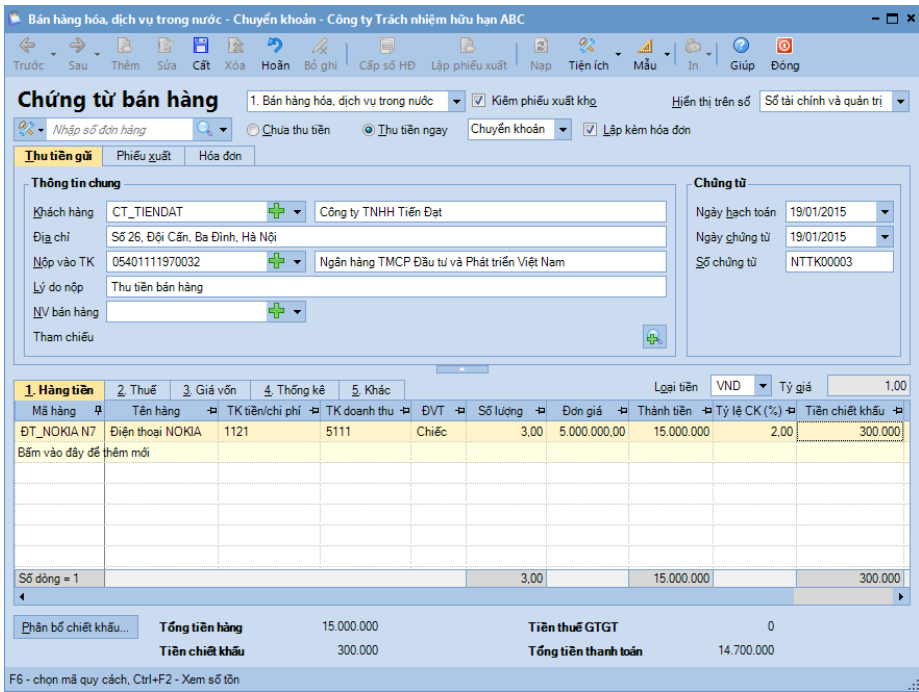 Bán hàng hóa, dịch vụ trong nước - Chuyển khoản - Công ty Trách nhiệm hữu hạn ABC
Trước Sau Thêm Sửa Cất Xóa Hoãn Bỏ ghi Cấp số HĐ Lập phiếu xuất Nạp Tiện ích Mẫu In Giúp Đóng
Chứng từ bán hàng 1. Bán hàng hóa, dịch vụ trong nước Kiêm phiếu xuất kho Hiển thị trên sổ Sổ tài chính và quản trị
Nhập số đơn hàng Chưa thu tiền Thu tiền ngay Chuyển khoản Lập kèm hóa đơn
Thu tiền gửi Phiếu xuất Hóa đơn
Thông tin chung Chứng từ
Khách hàng CT_TIENDAT Công ty TNHH Tiến Đạt Ngày hạch toán 19/01/2015
Địa chỉ Số 26, Đội Cấn, Ba Đình, Hà Nội Ngày chứng từ 19/01/2015
Nộp vào TK 05401111970032 Ngân hàng TMCP Đầu tư và Phát triển Việt Nam Số chứng từ NTTK00003
Lý do nộp Thu tiền bán hàng
NV bán hàng
Tham chiếu
1. Hàng tiền 2. Thuế 3. Giá vốn 4. Thống kê 5. Khác Loại tiền VND Tỷ giá 1,00
Mã hàng Tên hàng TK tiền/chi phí TK doanh thu ĐVT Số lượng Đơn giá Thành tiền Tỷ lệ CK (%) Tiền chiết khấu
ĐT_NOKIA N7 Điện thoại NOKIA 1121 5111 Chiếc 3,00 5.000.000,00 15.000.000 2,00 300.000
Bấm vào đây để thêm mới
Số dòng = 1 3,00 15.000.000 300.000
Phân bổ chiết khấu... Tổng tiền hàng 15.000.000 Tiền thuế GTGT 0
Tiền chiết khấu 300.000 Tổng tiền thanh toán 14.700.000
F6 - chọn mã quy cách, Ctrl+F2 - Xem số tồn